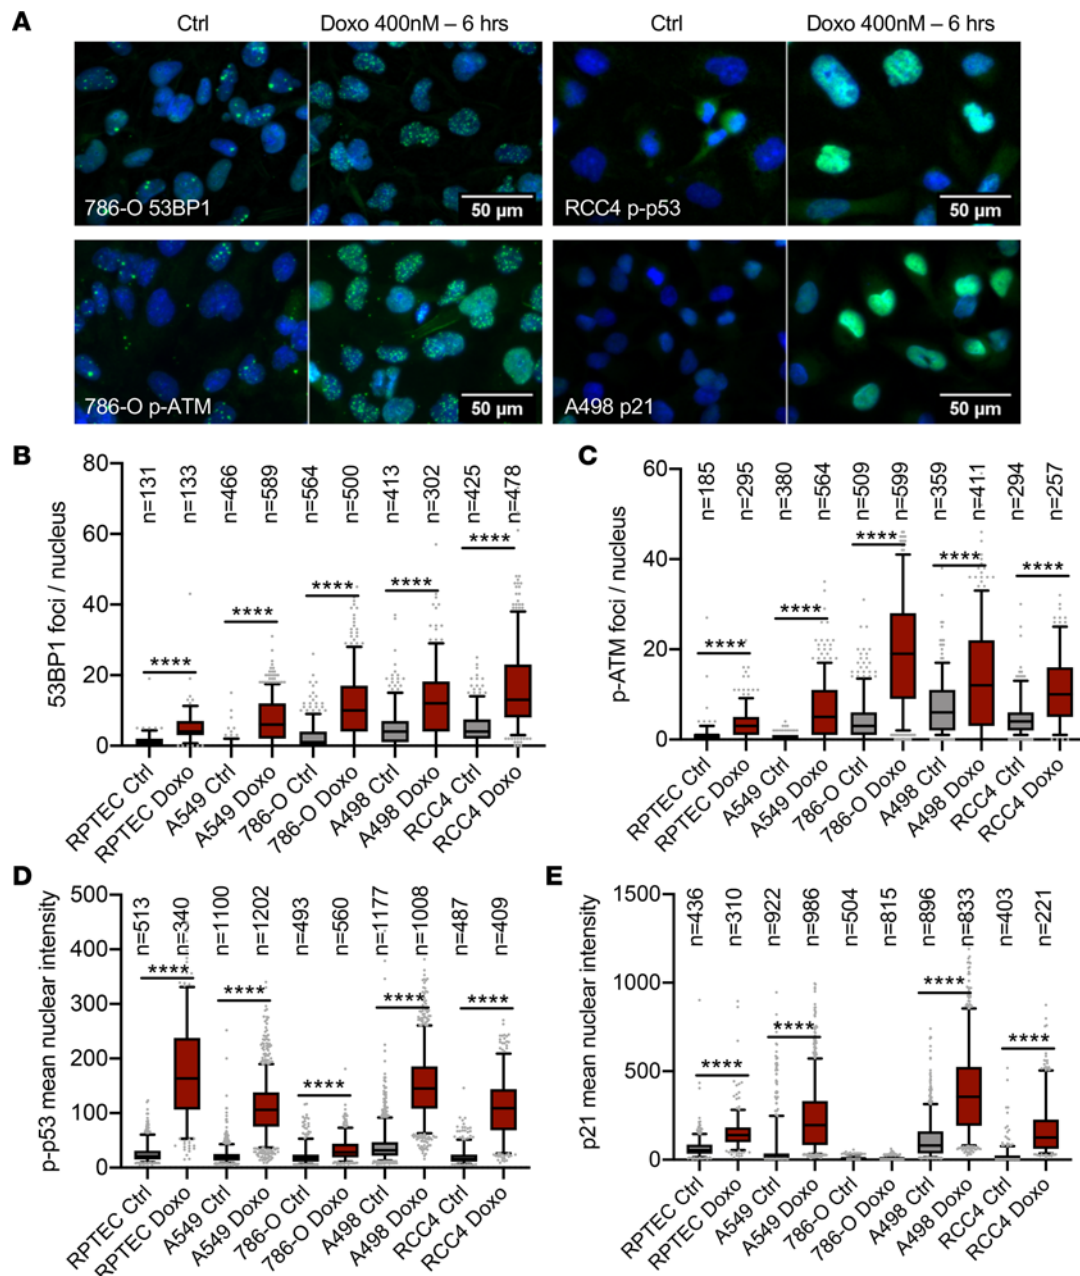 A
Ctrl
Doxo 400nM – 6 hrs
Ctrl
Doxo 400nM – 6 hrs
786-O 53BP1
50 µm
RCC4 p-p53
50 µm
786-O p-ATM
50 µm
A498 p21
50 µm
B
53BP1 foci / nucleus
80
60
40
20
0
n=131
n=133
n=466
n=589
n=564
n=500
n=413
n=302
n=425
n=478
****
****
****
****
****
RPTEC Ctrl
RPTEC Doxo
A549 Ctrl
A549 Doxo
786-O Ctrl
786-O Doxo
A498 Ctrl
A498 Doxo
RCC4 Ctrl
RCC4 Doxo
C
p-ATM foci / nucleus
60
40
20
0
n=185
n=295
n=380
n=564
n=509
n=599
n=359
n=411
n=294
n=257
****
****
****
****
****
RPTEC Ctrl
RPTEC Doxo
A549 Ctrl
A549 Doxo
786-O Ctrl
786-O Doxo
A498 Ctrl
A498 Doxo
RCC4 Ctrl
RCC4 Doxo
D
p-p53 mean nuclear intensity
500
400
300
200
100
0
n=513
n=340
n=1100
n=1202
n=493
n=560
n=1177
n=1008
n=487
n=409
****
****
****
****
****
RPTEC Ctrl
RPTEC Doxo
A549 Ctrl
A549 Doxo
786-O Ctrl
786-O Doxo
A498 Ctrl
A498 Doxo
RCC4 Ctrl
RCC4 Doxo
E
p21 mean nuclear intensity
1500
1000
500
0
n=436
n=310
n=922
n=986
n=504
n=815
n=896
n=833
n=403
n=221
****
****
****
****
RPTEC Ctrl
RPTEC Doxo
A549 Ctrl
A549 Doxo
786-O Ctrl
786-O Doxo
A498 Ctrl
A498 Doxo
RCC4 Ctrl
RCC4 Doxo